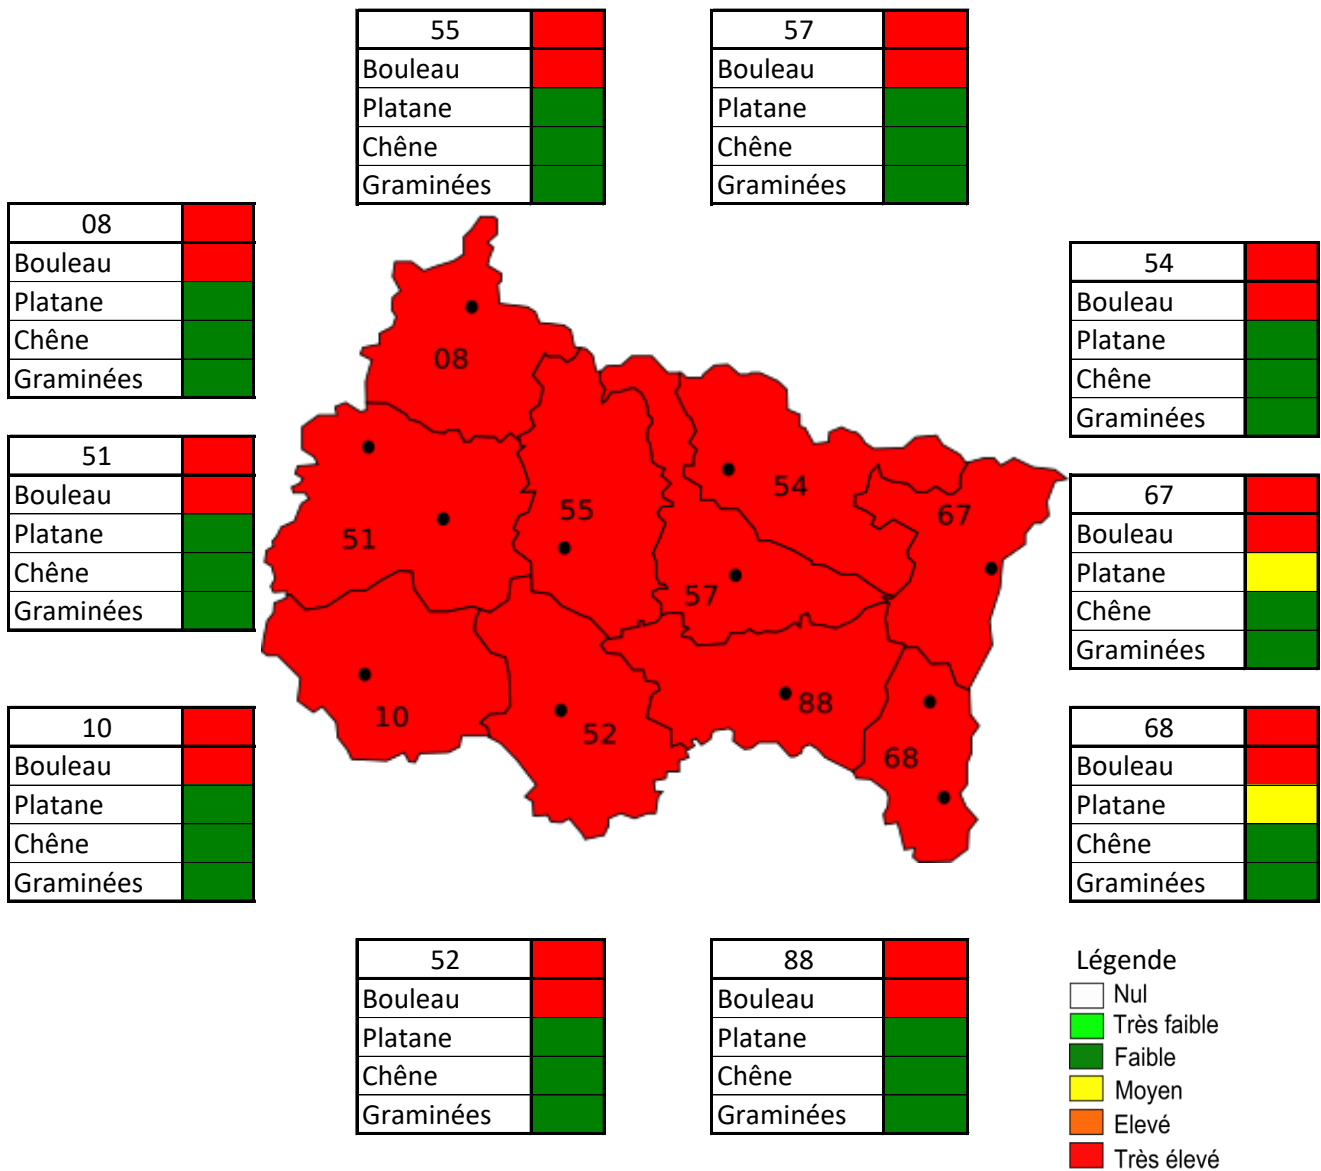 55
Bouleau
Platane
Chêne
Graminées
57
Bouleau
Platane
Chêne
Graminées
08
Bouleau
Platane
Chêne
Graminées
54
Bouleau
Platane
Chêne
Graminées
51
Bouleau
Platane
Chêne
Graminées
67
Bouleau
Platane
Chêne
Graminées
10
Bouleau
Platane
Chêne
Graminées
68
Bouleau
Platane
Chêne
Graminées
08
54
55
67
51
57
88
10
52
68
52
Bouleau
Platane
Chêne
Graminées
88
Bouleau
Platane
Chêne
Graminées
Légende
Nul
Très faible
Faible
Moyen
Elevé
Très élevé